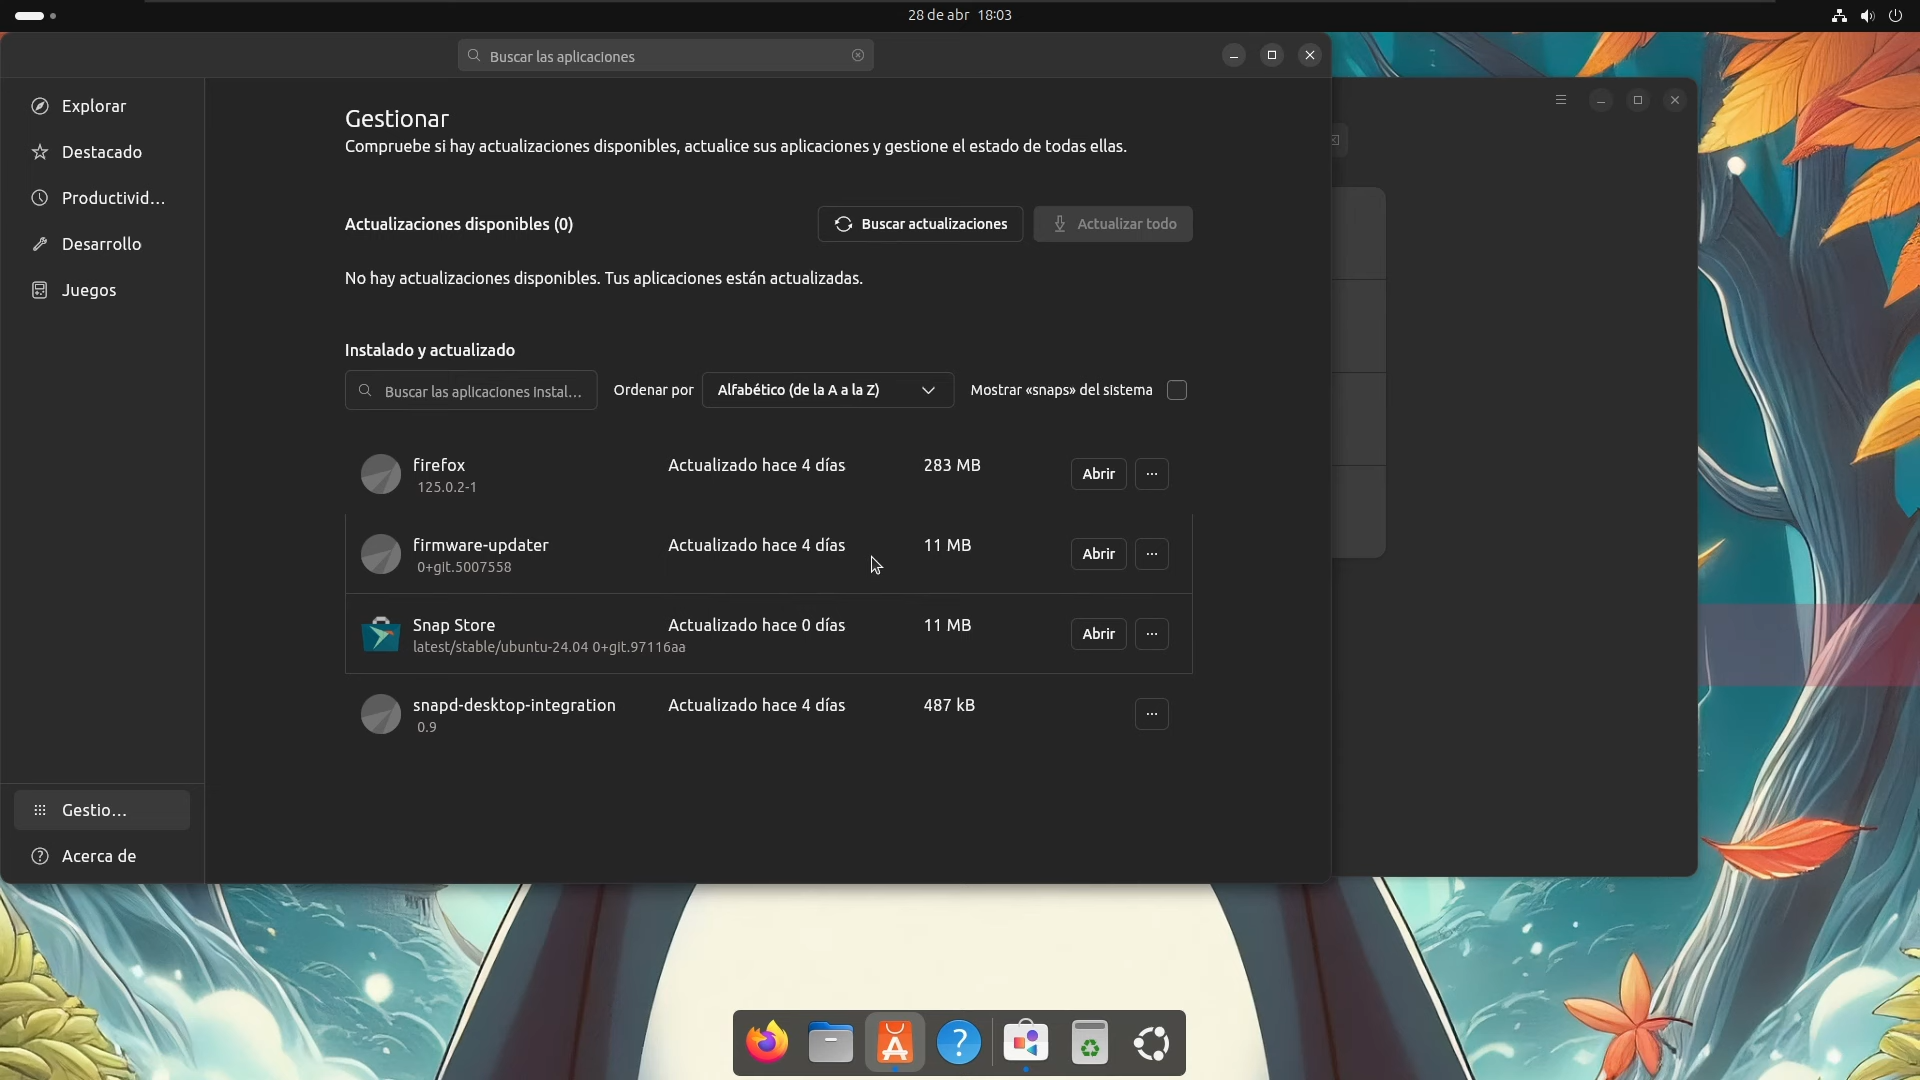 28 de abr 18:03
Buscar las aplicaciones
Explorar
Destacado
Productivid...
Desarrollo
Juegos
Gestio...
Acerca de
Gestionar
Compruebe si hay actualizaciones disponibles, actualice sus aplicaciones y gestione el estado de todas ellas.
Actualizaciones disponibles (0)
Buscar actualizaciones
Actualizar todo
No hay actualizaciones disponibles. Tus aplicaciones están actualizadas.
Instalado y actualizado
Buscar las aplicaciones instal...
Ordenar por
Alfabético (de la A a la Z)
Mostrar «snaps» del sistema
firefox Actualizado hace 4 días 283 MB Abrir
125.0.2-1
firmware-updater Actualizado hace 4 días 11 MB Abrir
0+git.5007558
Snap Store Actualizado hace 0 días 11 MB Abrir
latest/stable/ubuntu-24.04 0+git.97116aa
snapd-desktop-integration Actualizado hace 4 días 487 kB
0.9